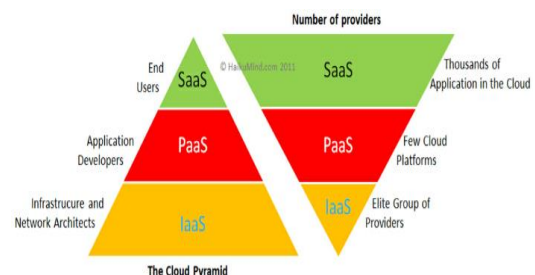 Number of providers
© HaikuMind.com 2011
End
Users
SaaS
SaaS
Thousands of
Application in the Cloud
Application
Developers
PaaS
PaaS
Few Cloud
Platforms
Infrastrucure and
Network Architects
IaaS
IaaS
Elite Group of
Providers
The Cloud Pyramid